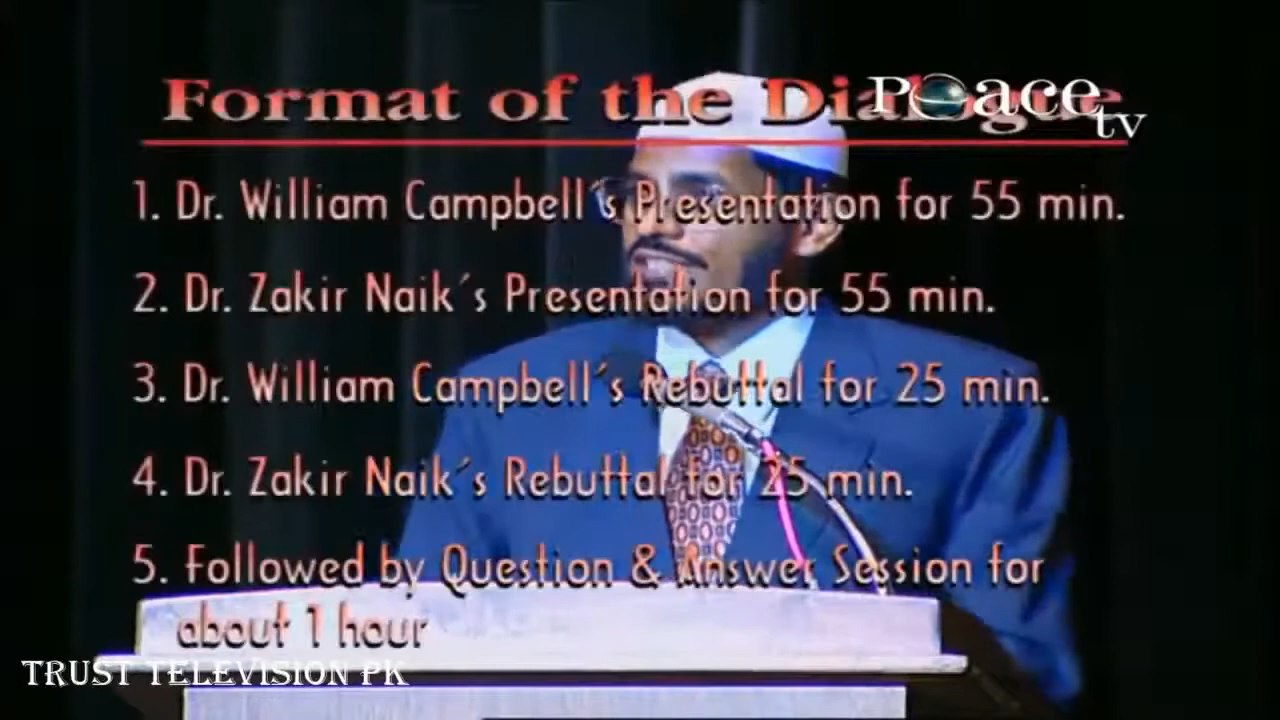 Format of the Dialogue
Peace
tv
1. Dr. William Campbell´s Presentation for 55 min.
2. Dr. Zakir Naik´s Presentation for 55 min.
3. Dr. William Campbell´s Rebuttal for 25 min.
4. Dr. Zakir Naik´s Rebuttal for 25 min.
5. Followed by Question & Answer Session for
about 1 hour
TRUST TELEVISION PK